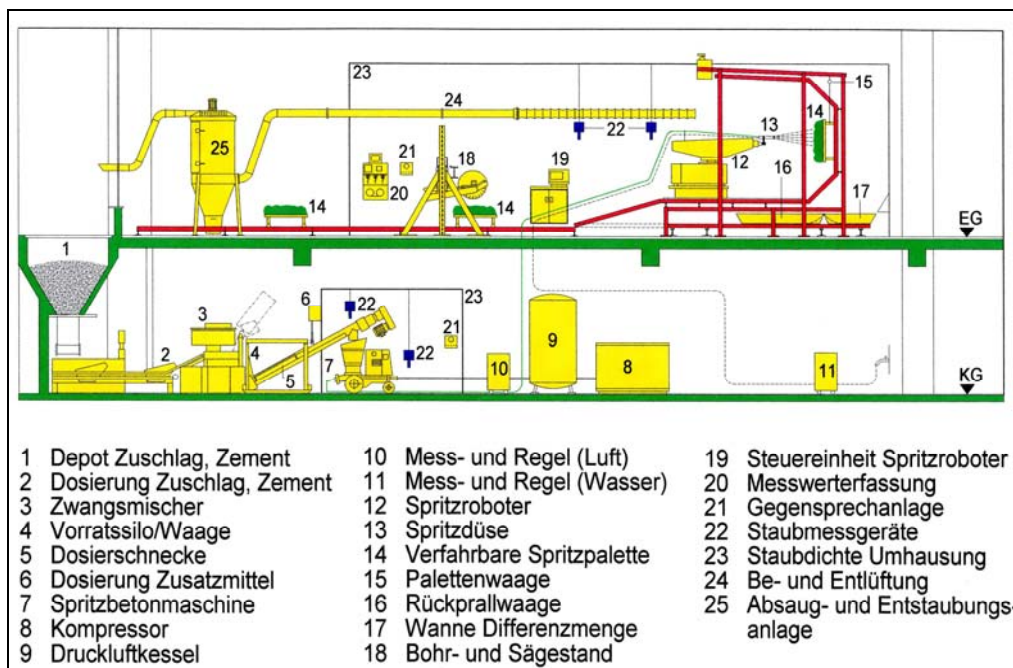 23
15
24
14
13
22
25
12
21
18
19
16
17
20
14
14
1
EG
6
22
23
3
22
21
9
2
4
5
7
10
8
11
KG
1 Depot Zuschlag, Zement
2 Dosierung Zuschlag, Zement
3 Zwangsmischer
4 Vorratssilo/Waage
5 Dosierschnecke
6 Dosierung Zusatzmittel
7 Spritzbetonmaschine
8 Kompressor
9 Druckluftkessel
10 Mess- und Regel (Luft)
11 Mess- und Regel (Wasser)
12 Spritzroboter
13 Spritzdüse
14 Verfahrbare Spritzpalette
15 Palettenwaage
16 Rückprallwaage
17 Wanne Differenzmenge
18 Bohr- und Sägestand
19 Steuereinheit Spritzroboter
20 Messwerterfassung
21 Gegensprechanlage
22 Staubmessgeräte
23 Staubdichte Umhausung
24 Be- und Entlüftung
25 Absaug- und Entstaubungs-
anlage